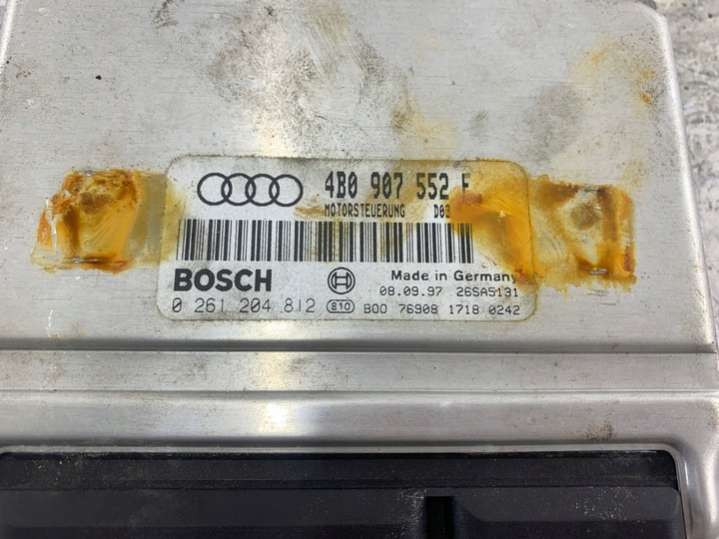 4B0 907 552 F
MOTORSTEUERUNG D03
BOSCH
Made in Germany
08.09.97 26SA5131
0 261 204 812 e10 B00 76908 1718 0242